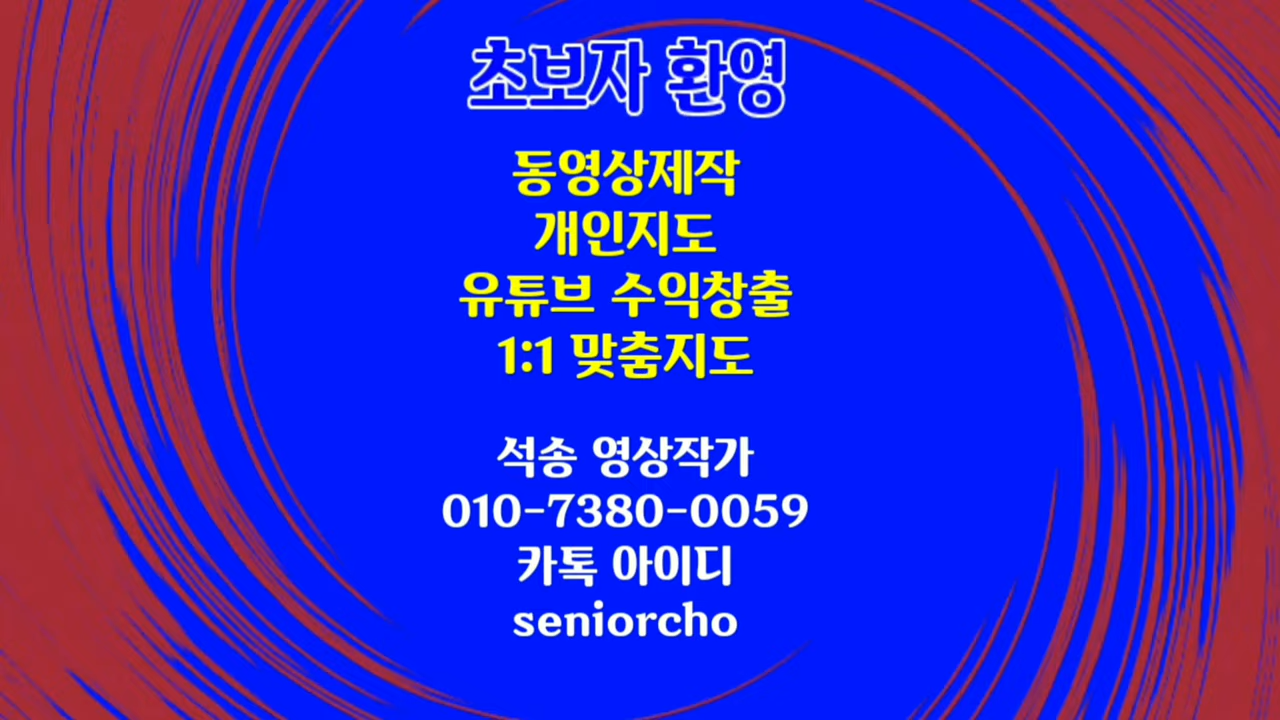 초보자 환영
동영상제작
개인지도
유튜브 수익창출
1:1 맞춤지도
석송 영상작가
010-7380-0059
카톡 아이디
seniorcho